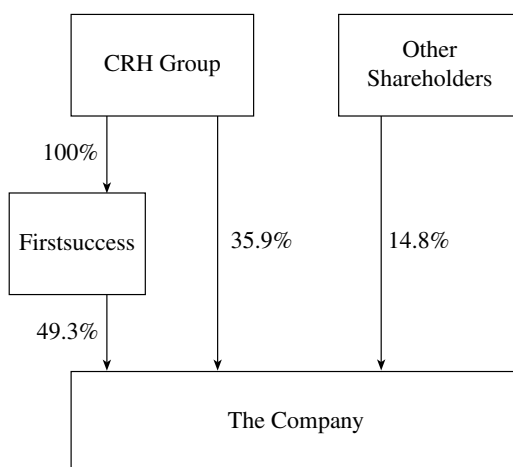 CRH Group
Other
Shareholders
100%
Firstsuccess
35.9%
14.8%
49.3%
The Company